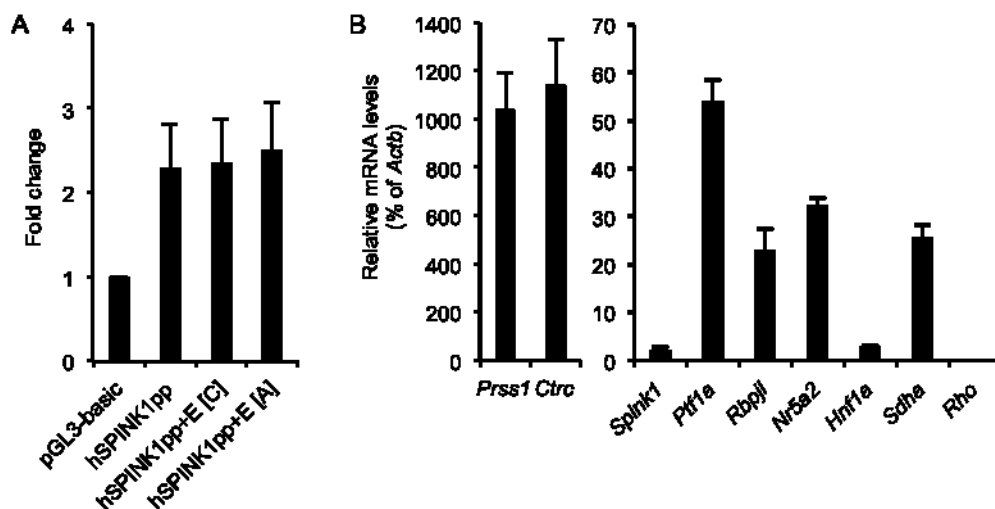 A
Fold change
4
3
2
1
0
pGL3-basic
hSPINK1pp
hSPINK1pp+E [C]
hSPINK1pp+E [A]
B
Relative mRNA levels
(% of Actb)
1400
1200
1000
800
600
400
200
0
Prss1 Ctrc
70
60
50
40
30
20
10
0
Spink1
Ptf1a
Rbpjl
Nr5a2
Hnf1a
Sdha
Rho